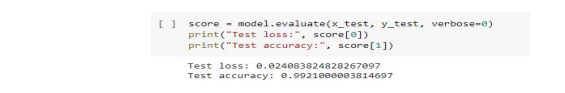 [ ] score = model.evaluate(x_test, y_test, verbose=0)
print("Test loss:", score[0])
print("Test accuracy:", score[1])
Test loss: 0.024083824828267097
Test accuracy: 0.9921000003814697